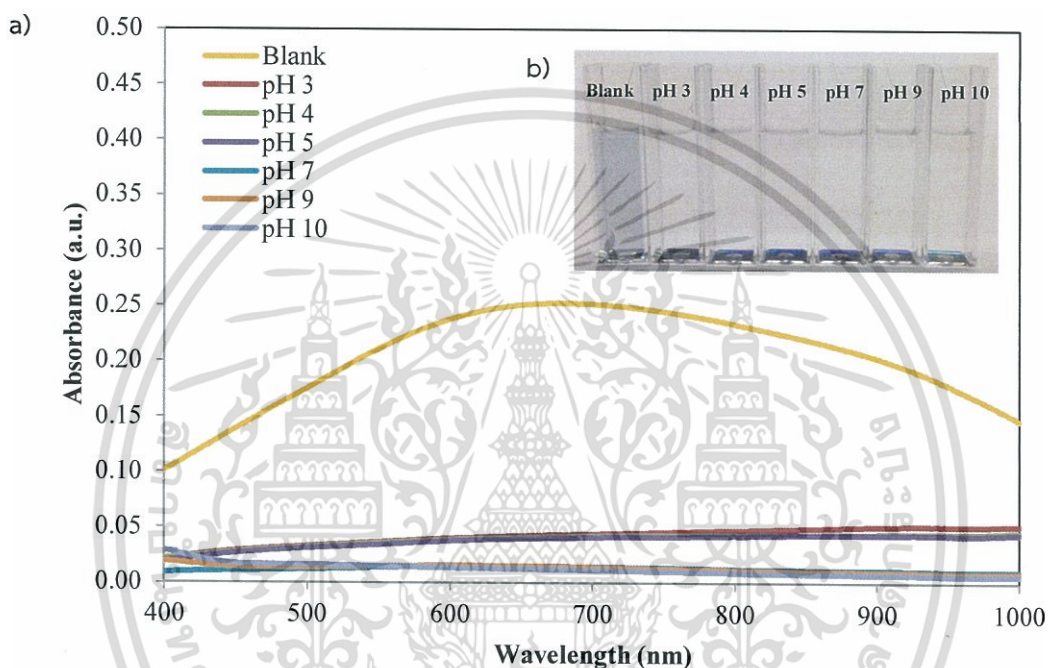 a)
0.50
0.45
0.40
0.35
0.30
0.25
0.20
0.15
0.10
0.05
0.00
Absorbance (a.u.)
Blank
pH 3
pH 4
pH 5
pH 7
pH 9
pH 10
b)
Blank pH 3 pH 4 pH 5 pH 7 pH 9 pH 10
400 500 600 700 800 900 1000
Wavelength (nm)